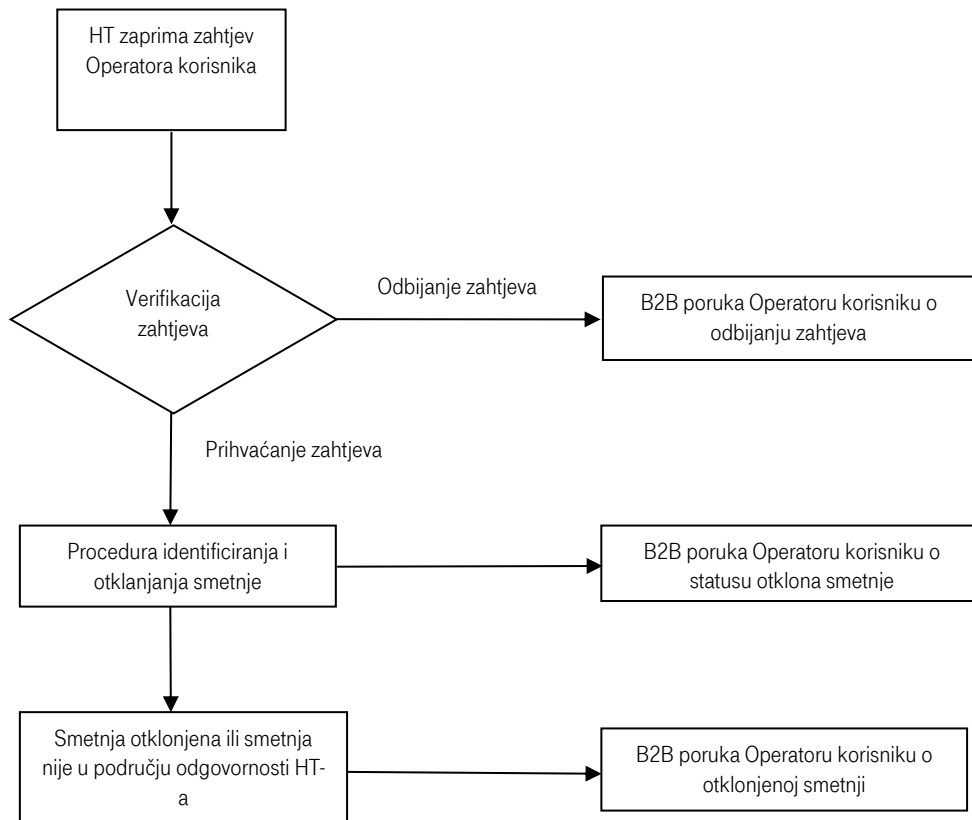 HT zaprima zahtjev
Operatora korisnika
Verifikacija
zahtjeva
Odbijanje zahtjeva
B2B poruka Operatoru korisniku o
odbijanju zahtjeva
Prihvaćanje zahtjeva
Procedura identificiranja i
otklanjanja smetnje
B2B poruka Operatoru korisniku o
statusu otklona smetnje
Smetnja otklonjena ili smetnja
nije u području odgovornosti HT-
a
B2B poruka Operatoru korisniku o
otklonjenoj smetnji